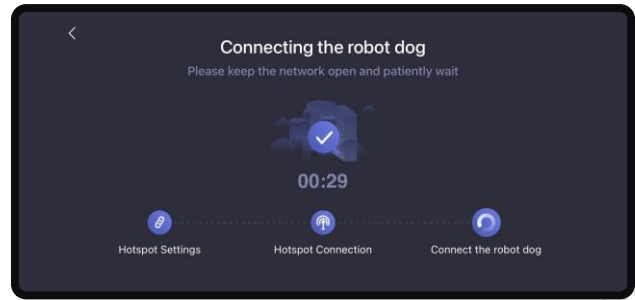 Connecting the robot dog
Please keep the network open and patiently wait
00:29
Hotspot Settings
Hotspot Connection
Connect the robot dog